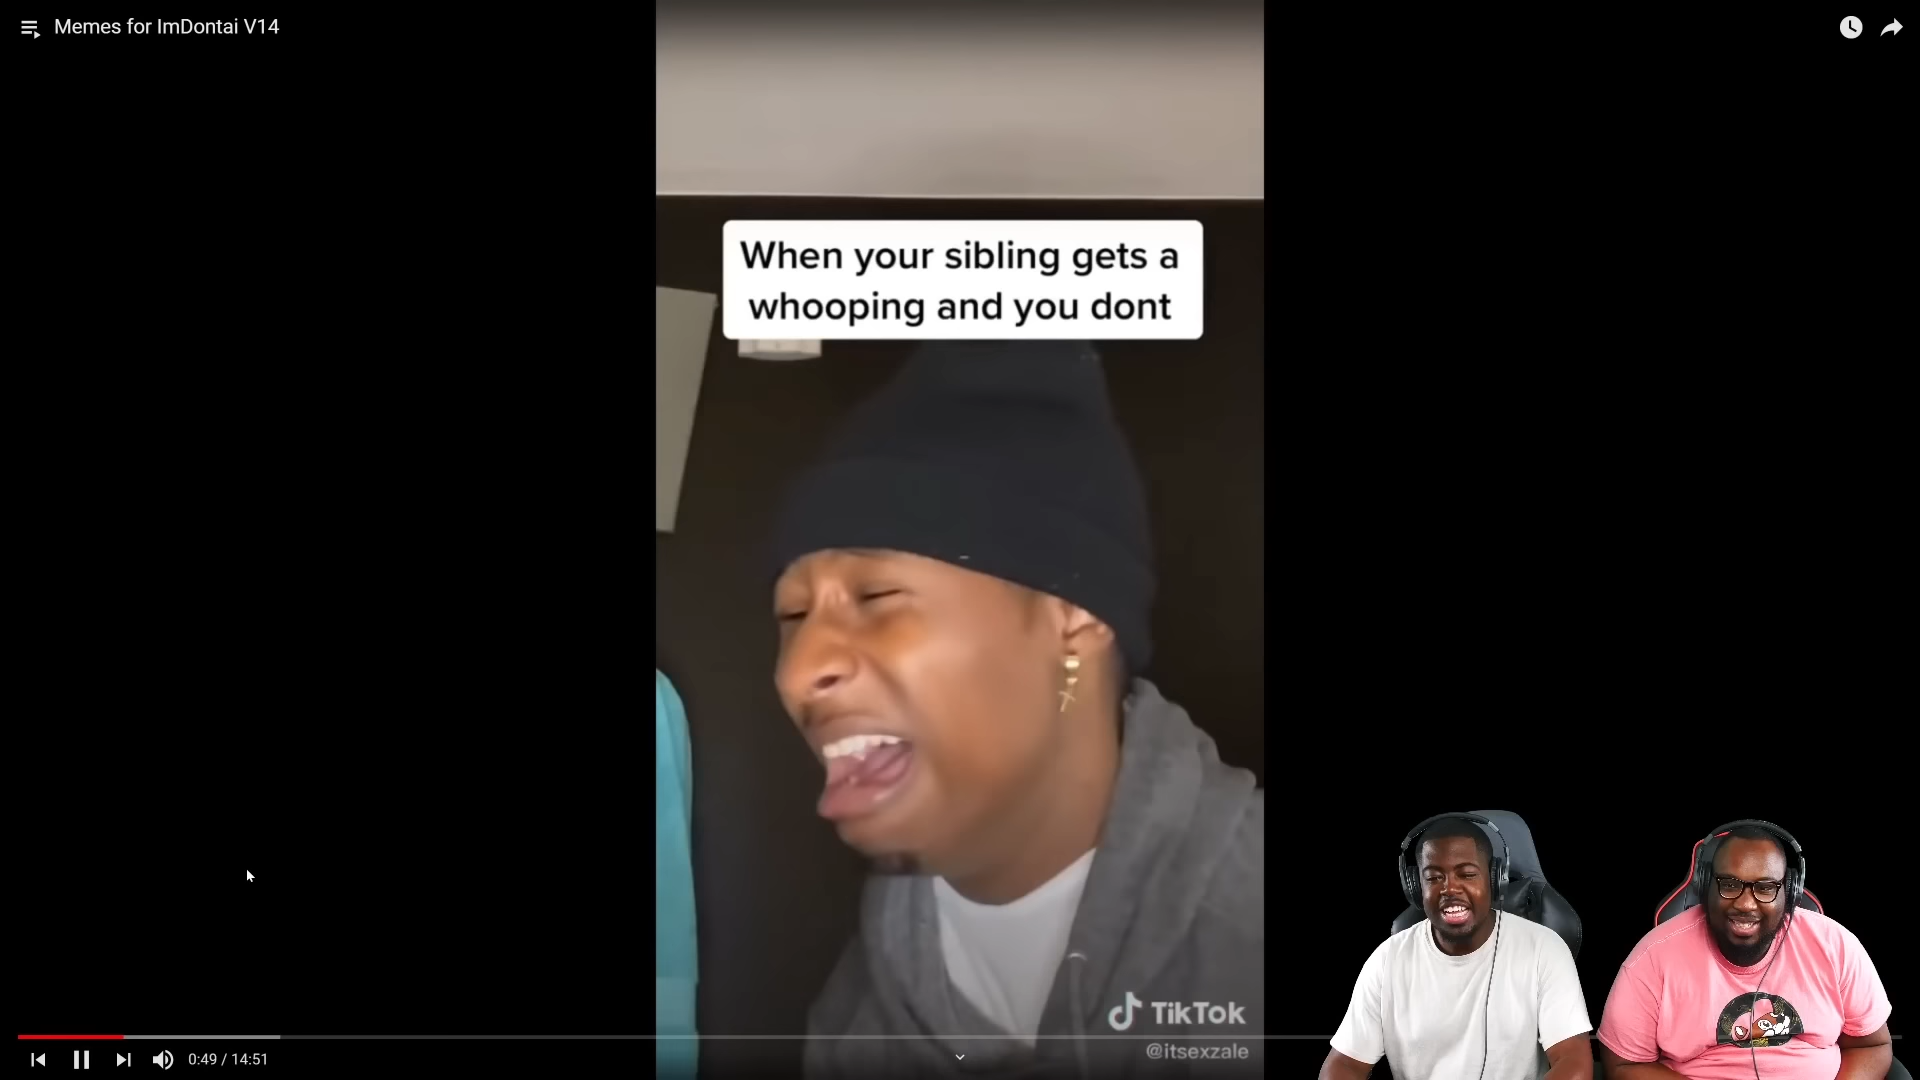 Memes for ImDontai V14
When your sibling gets a
whooping and you dont
TikTok
@itsexzale
0:49 / 14:51